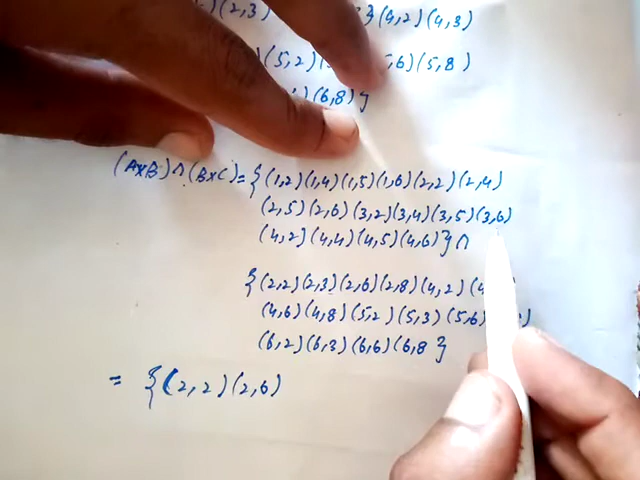 (2,3) } (4,2) (4,3)
(5,2) ,6) (5,8)
) (6,8) }
(A×B) ∩ (B×C) = { (1,2) (1,4) (1,5) (1,6) (2,2) (2,4)
(2,5) (2,6) (3,2) (3,4) (3,5) (3,6)
(4,2) (4,4) (4,5) (4,6) } ∩
{ (2,2) (2,3) (2,6) (2,8) (4,2) (4
(4,6) (4,8) (5,2) (5,3) (5,6) )
(6,2) (6,3) (6,6) (6,8 }
= { (2,2) (2,6)